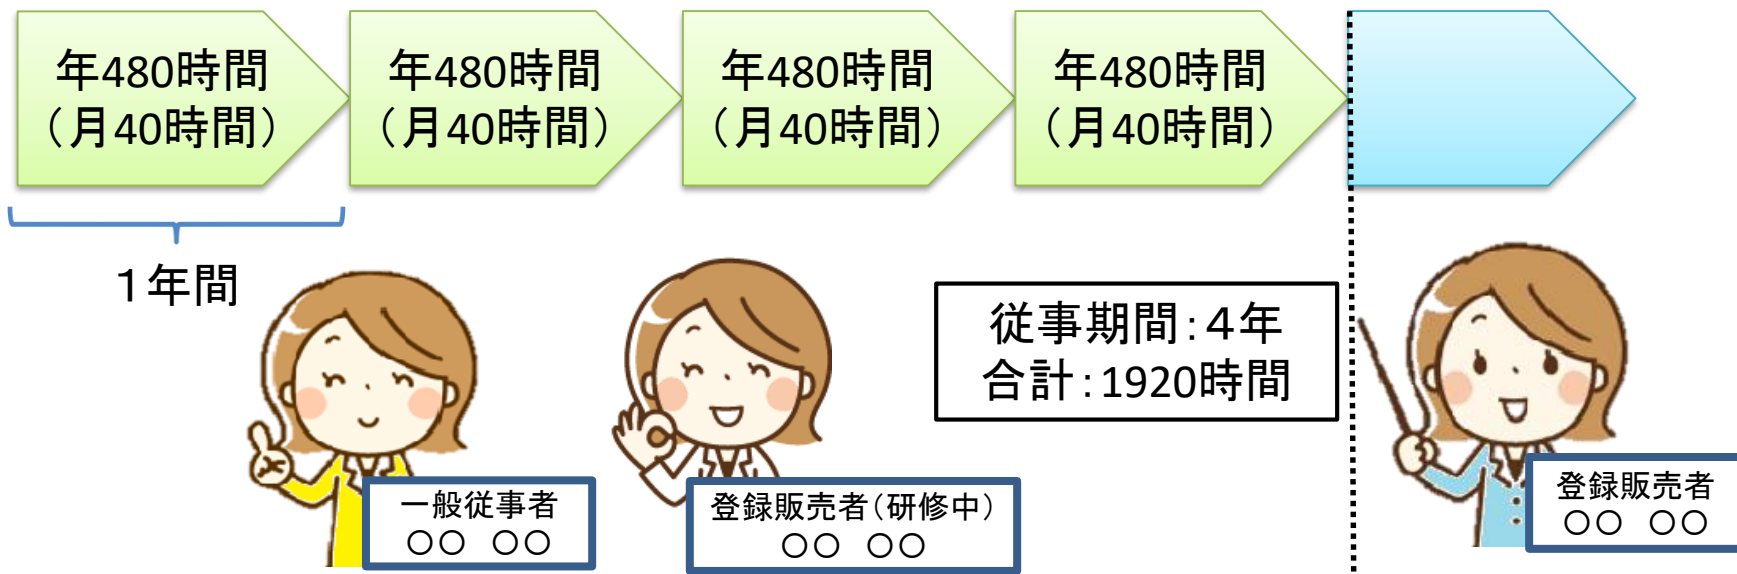 年480時間
（月40時間）
年480時間
（月40時間）
年480時間
（月40時間）
年480時間
（月40時間）
１年間
従事期間：４年
合計：1920時間
一般従事者
○○ ○○
登録販売者（研修中）
○○ ○○
登録販売者
○○ ○○